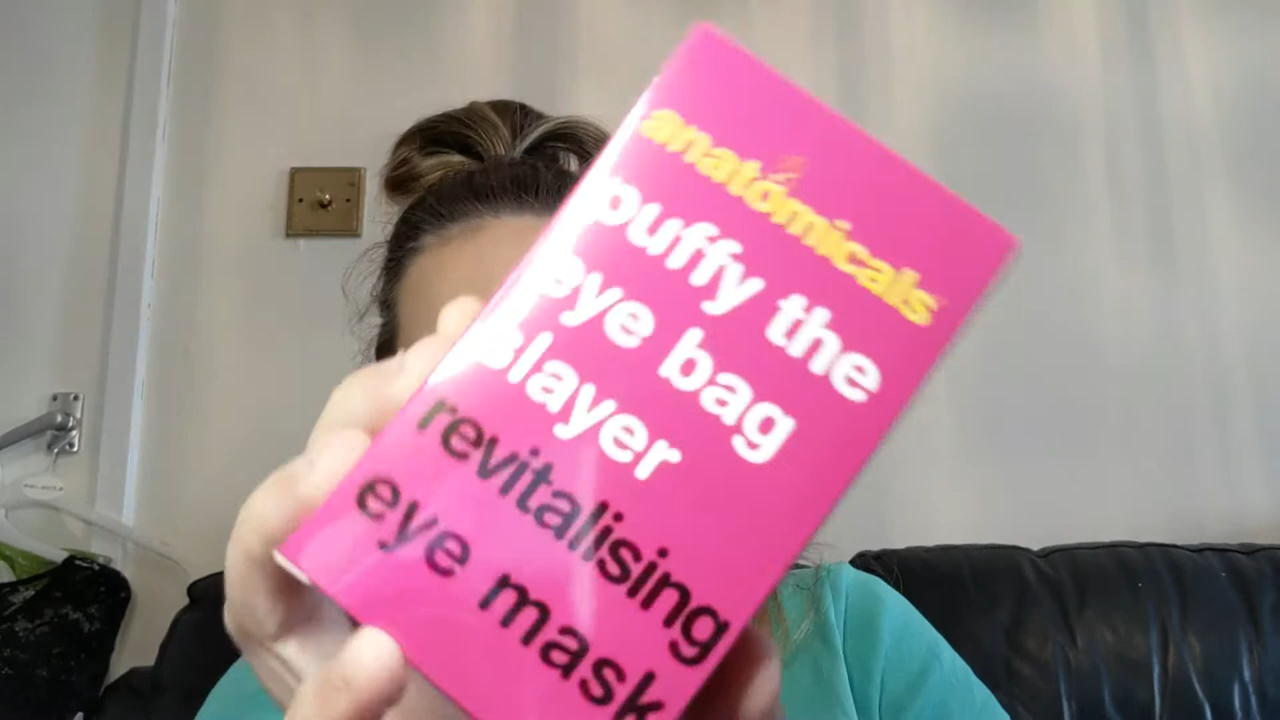 anatomicals
puffy the
eye bag
slayer
revitalising
eye mask